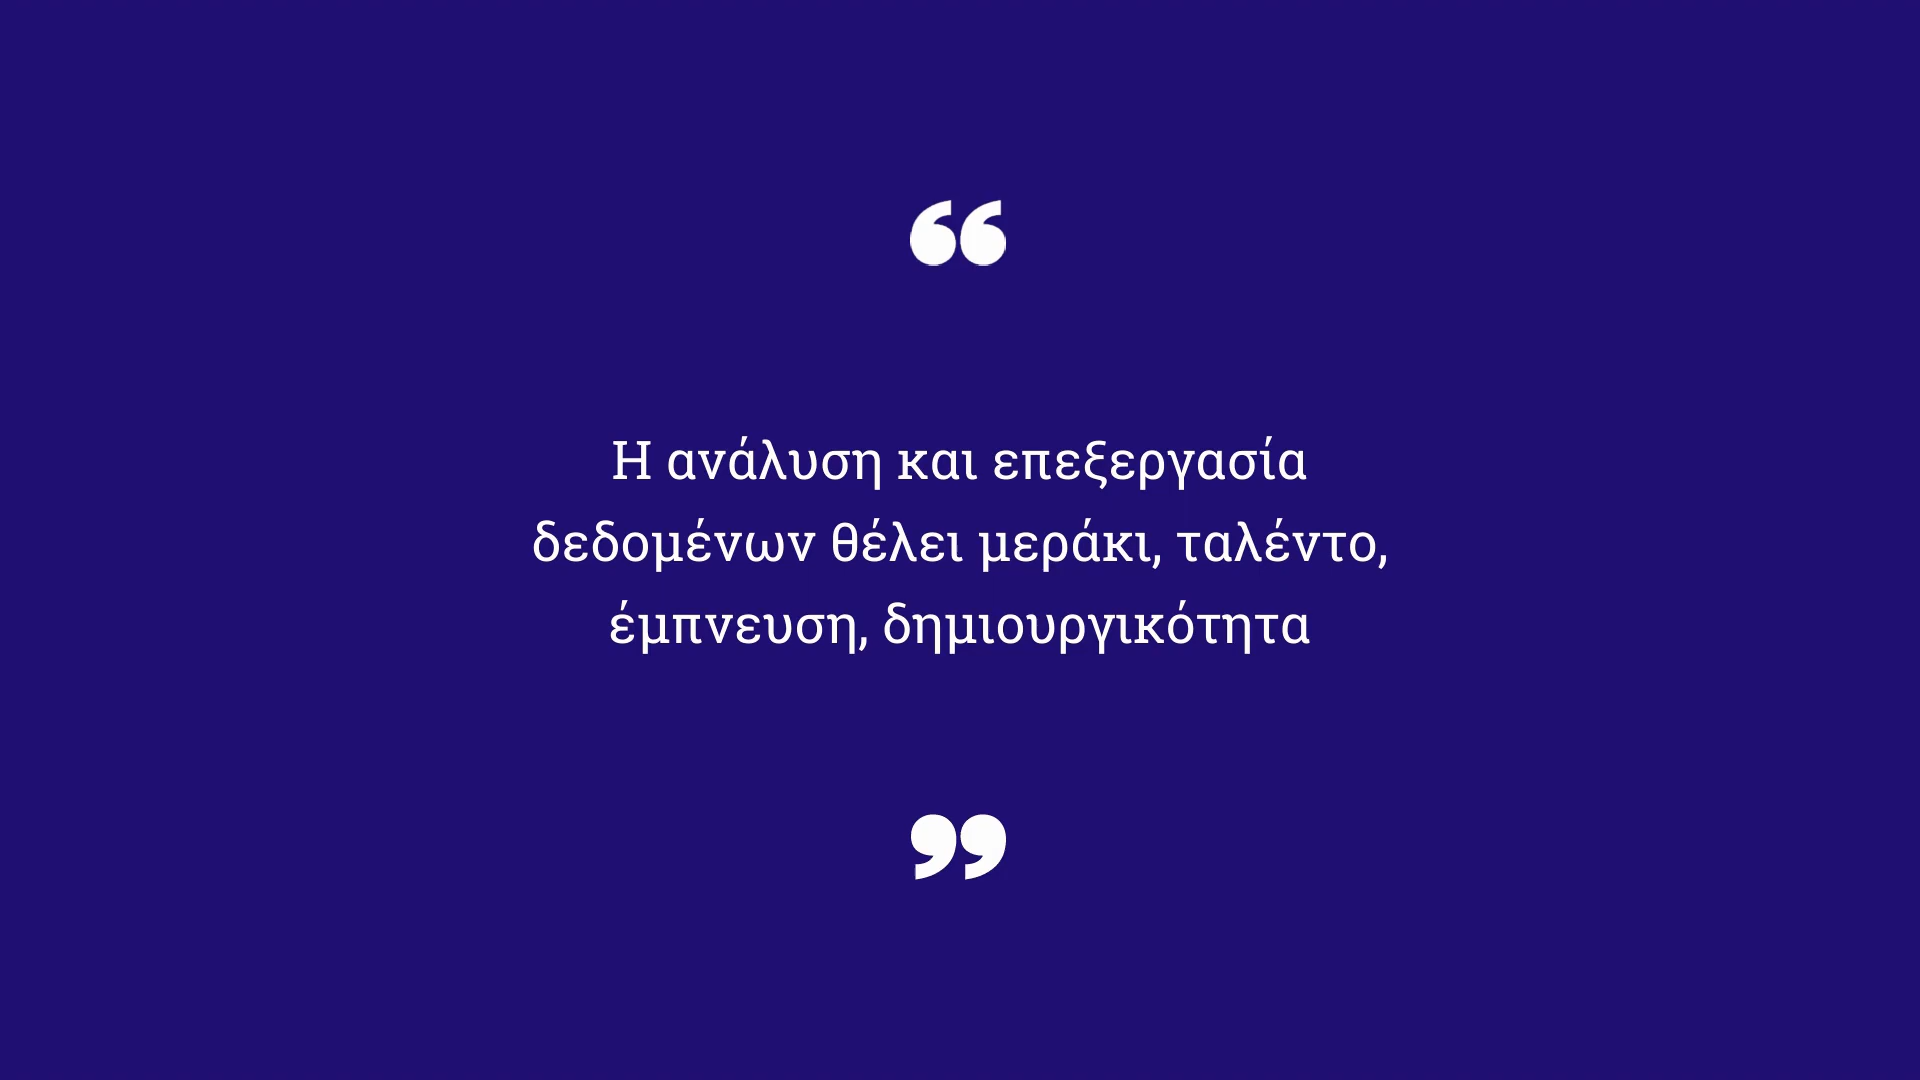 “
Η ανάλυση και επεξεργασία
δεδομένων θέλει μεράκι, ταλέντο,
έμπνευση, δημιουργικότητα
”